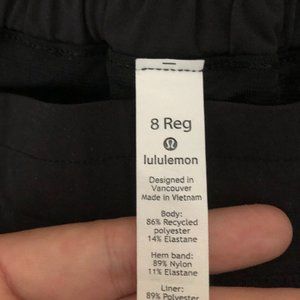 8 Reg
lululemon
Designed in
Vancouver
Made in Vietnam
Body:
86% Recycled
polyester
14% Elastane
Hem band:
89% Nylon
11% Elastane
Liner:
89% Polyester